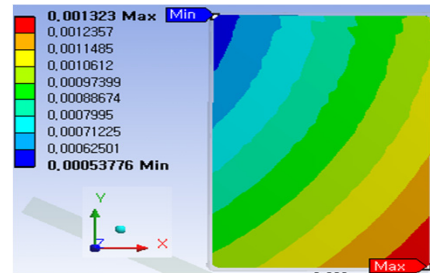 0,001323 Max
Min
0,0012357
0,0011485
0,0010612
0,00097399
0,00088674
0,0007995
0,00071225
0,00062501
0,00053776 Min
Y
Z
X
Max